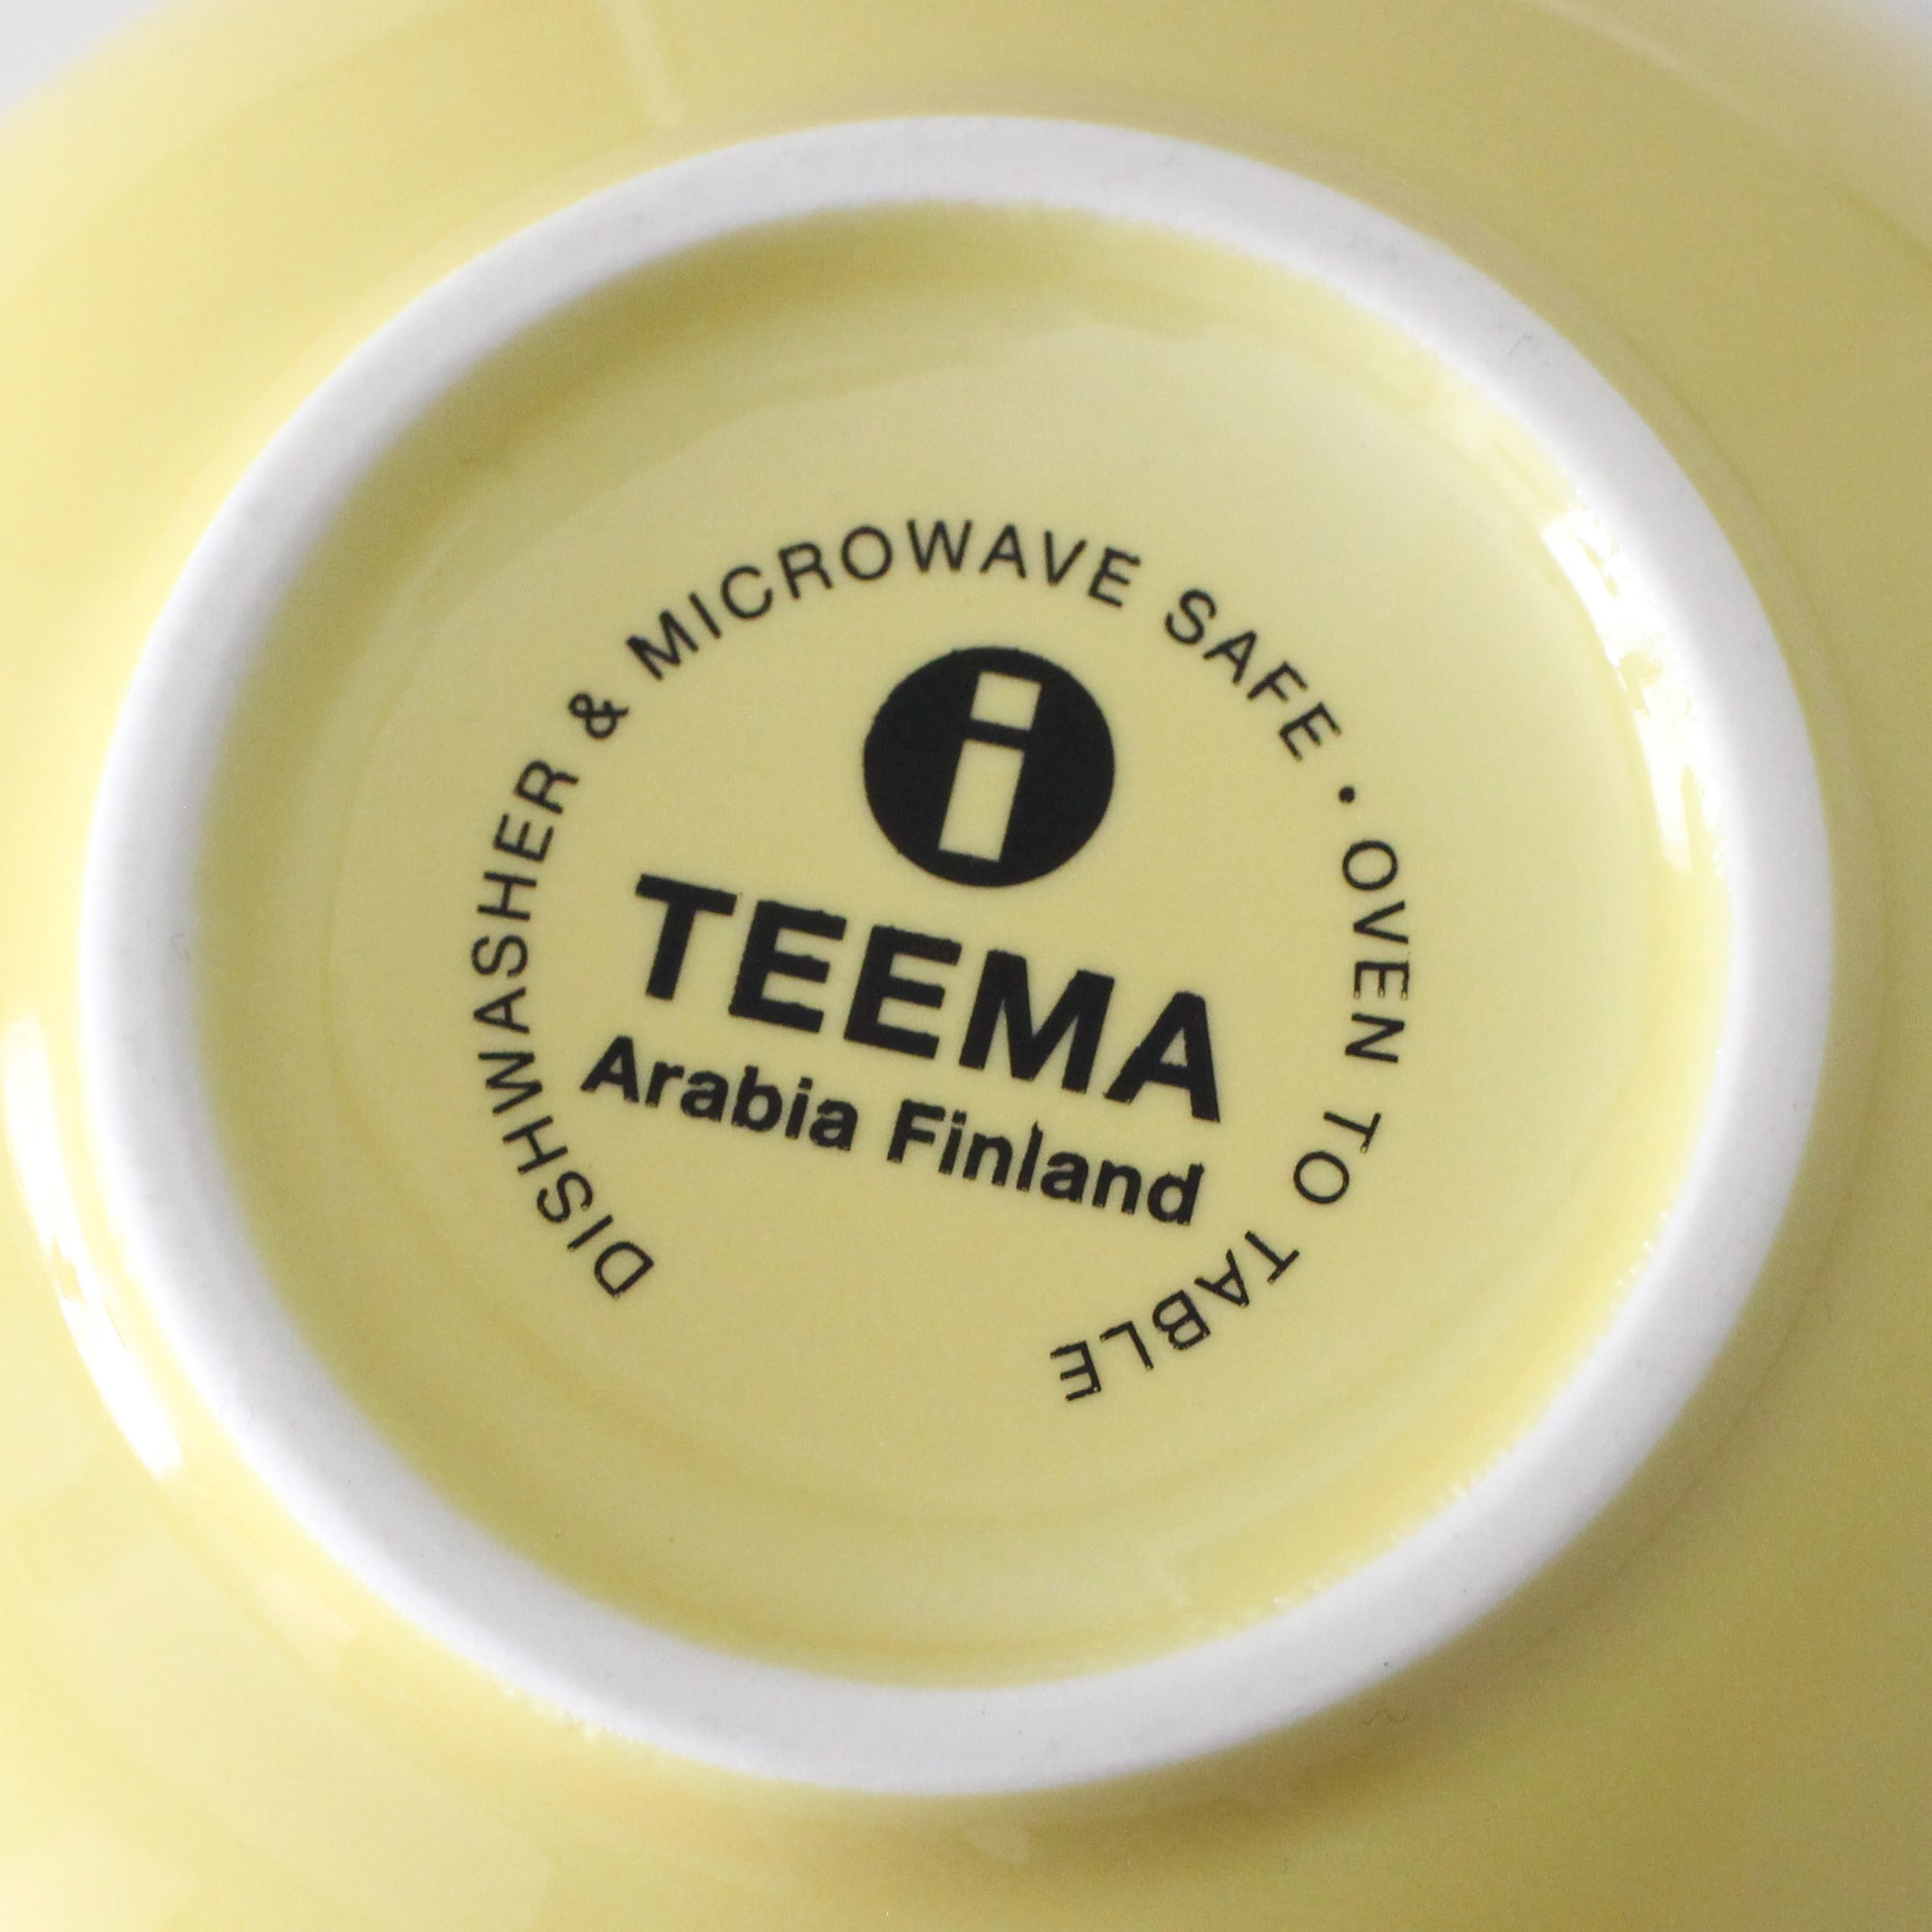 DISHWASHER & MICROWAVE SAFE • OVEN TO TABLE
i
TEEMA
Arabia Finland